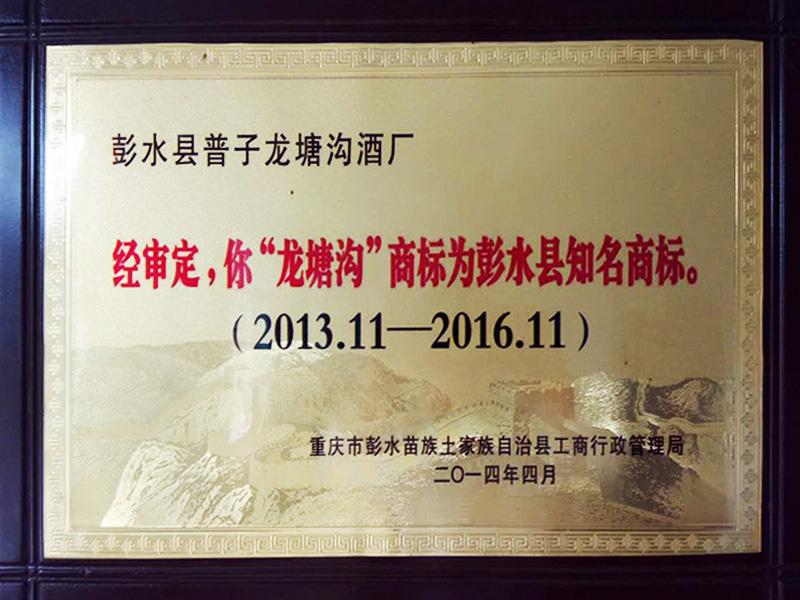 彭水县普子龙塘沟酒厂
经审定，你“龙塘沟”商标为彭水县知名商标。
（2013.11—2016.11）
重庆市彭水苗族土家族自治县工商行政管理局
二〇一四年四月